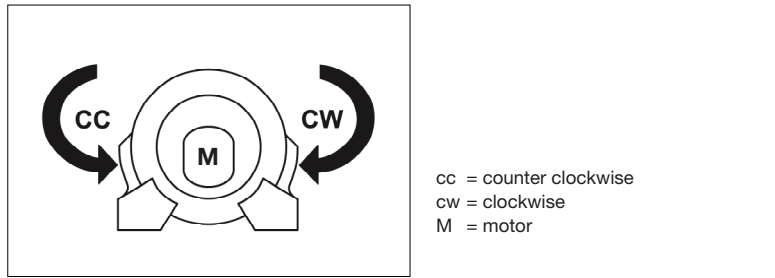 CC
CW
M
cc = counter clockwise
cw = clockwise
M = motor